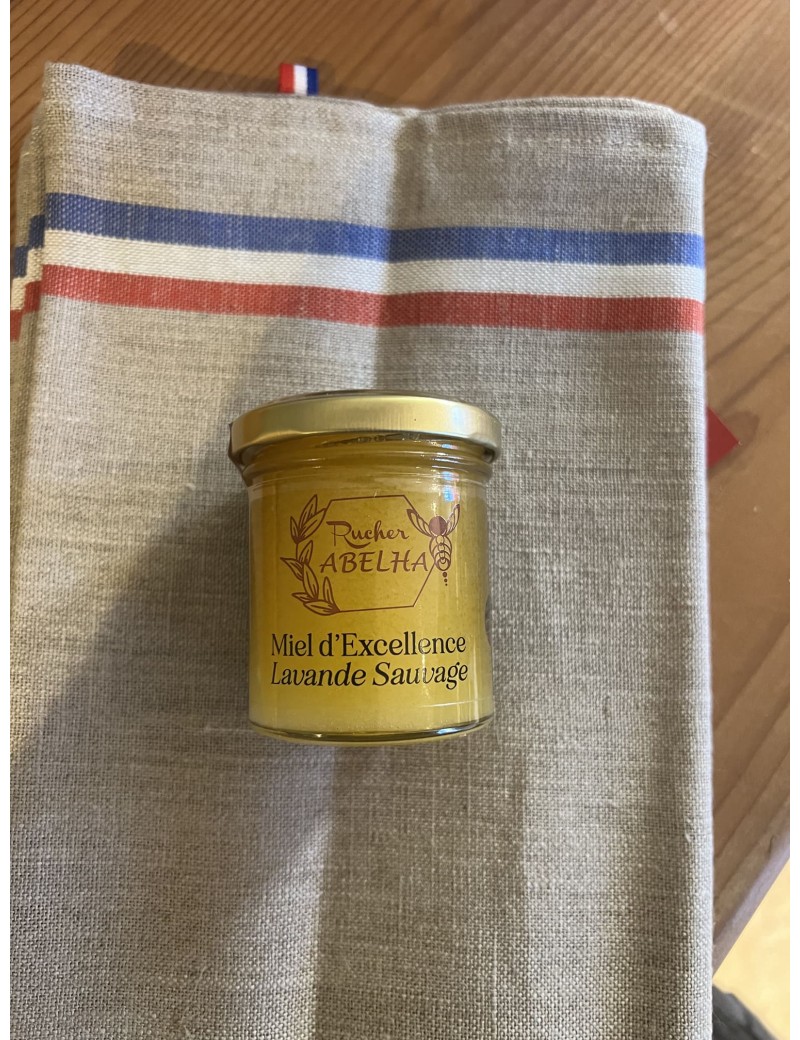 Rucher
ABELHA
Miel d'Excellence
Lavande Sauvage